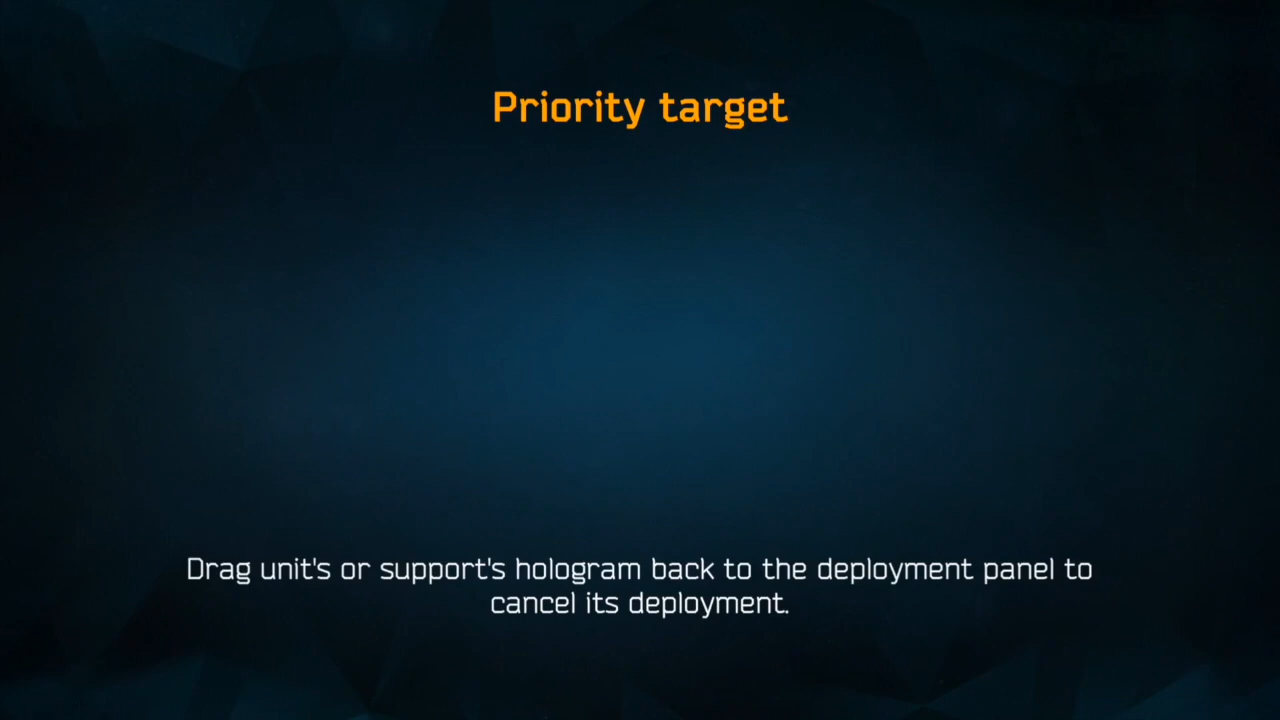 Priority target
Drag unit's or support's hologram back to the deployment panel to
cancel its deployment.